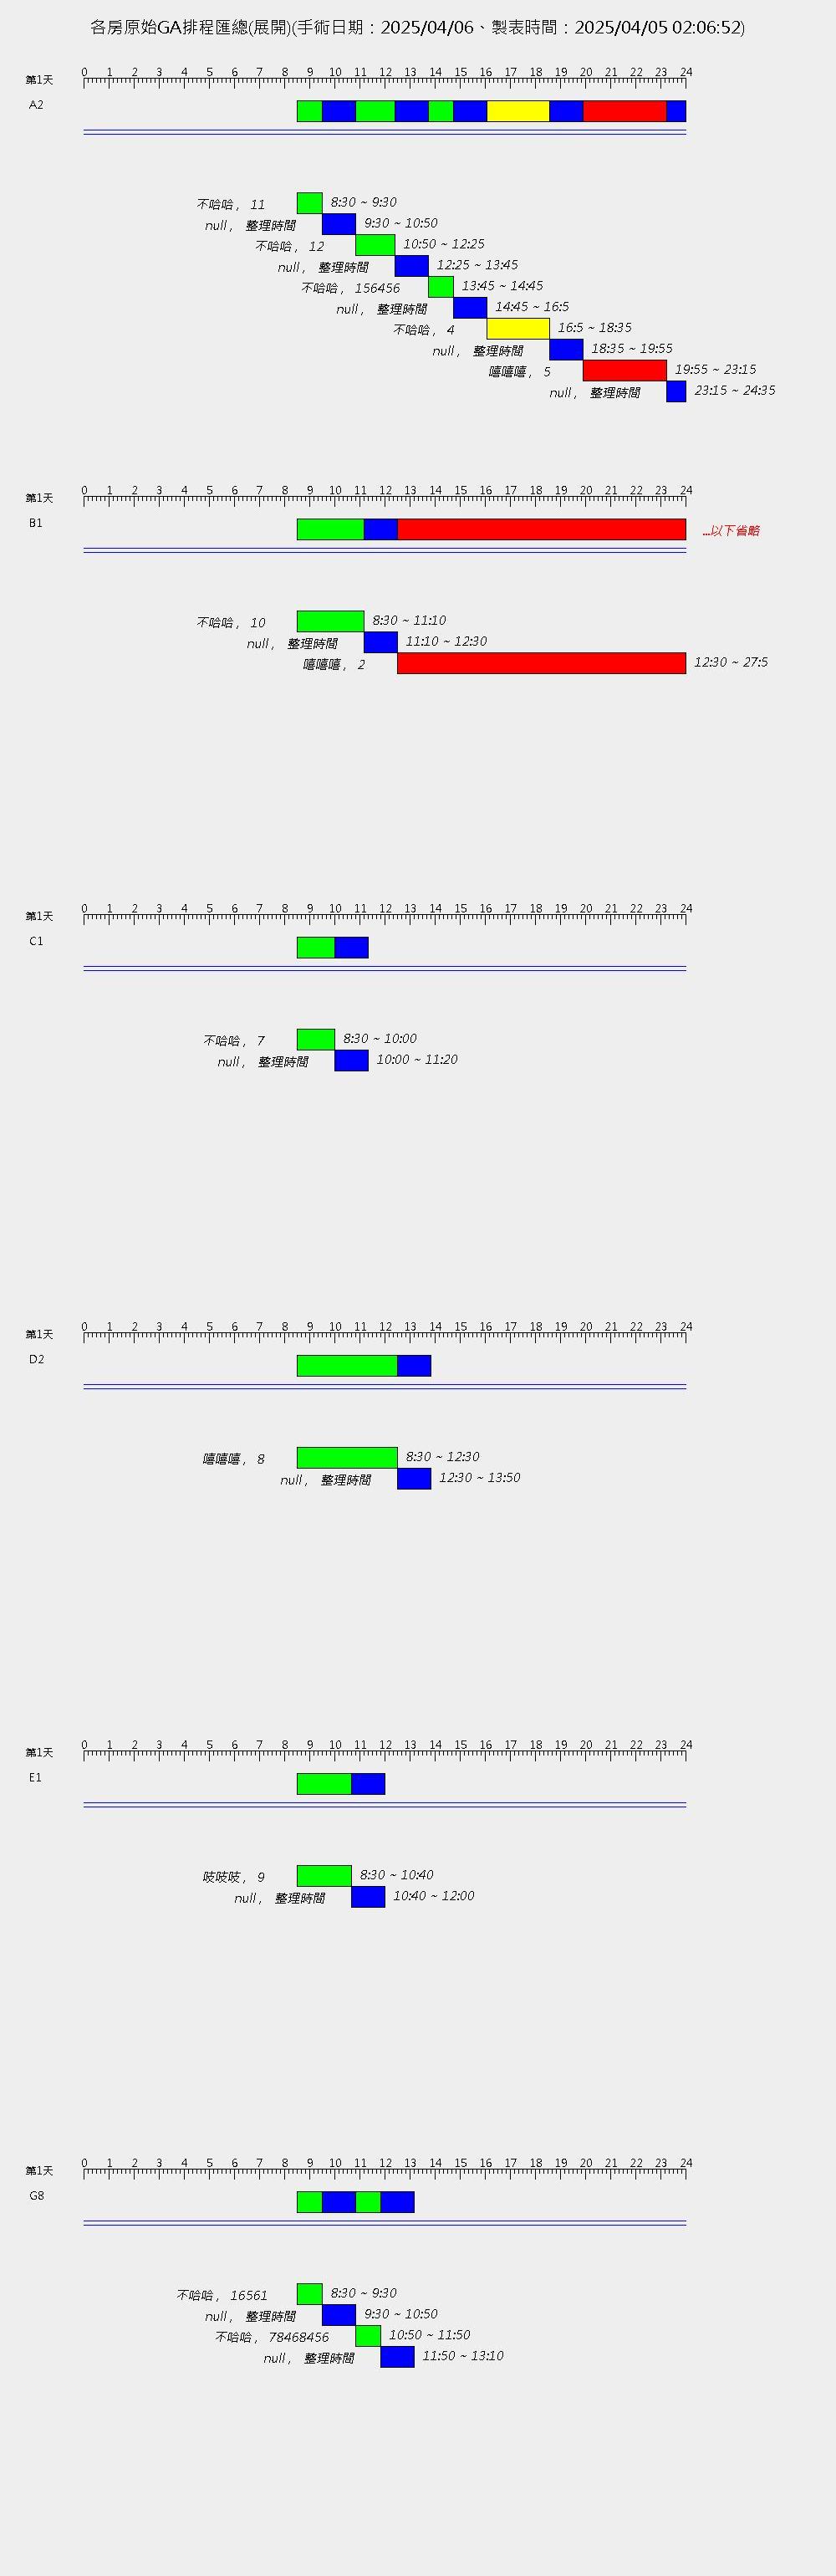 各房原始GA排程匯總(展開)(手術日期：2025/04/06、製表時間：2025/04/05 02:06:52)
第1天 0 1 2 3 4 5 6 7 8 9 10 11 12 13 14 15 16 17 18 19 20 21 22 23 24
A2
不哈哈， 11 8:30 ~ 9:30
null， 整理時間 9:30 ~ 10:50
不哈哈， 12 10:50 ~ 12:25
null， 整理時間 12:25 ~ 13:45
不哈哈， 156456 13:45 ~ 14:45
null， 整理時間 14:45 ~ 16:5
不哈哈， 4 16:5 ~ 18:35
null， 整理時間 18:35 ~ 19:55
嘻嘻嘻， 5 19:55 ~ 23:15
null， 整理時間 23:15 ~ 24:35
第1天 0 1 2 3 4 5 6 7 8 9 10 11 12 13 14 15 16 17 18 19 20 21 22 23 24
B1 ...以下省略
不哈哈， 10 8:30 ~ 11:10
null， 整理時間 11:10 ~ 12:30
嘻嘻嘻， 2 12:30 ~ 27:5
第1天 0 1 2 3 4 5 6 7 8 9 10 11 12 13 14 15 16 17 18 19 20 21 22 23 24
C1
不哈哈， 7 8:30 ~ 10:00
null， 整理時間 10:00 ~ 11:20
第1天 0 1 2 3 4 5 6 7 8 9 10 11 12 13 14 15 16 17 18 19 20 21 22 23 24
D2
嘻嘻嘻， 8 8:30 ~ 12:30
null， 整理時間 12:30 ~ 13:50
第1天 0 1 2 3 4 5 6 7 8 9 10 11 12 13 14 15 16 17 18 19 20 21 22 23 24
E1
吱吱吱， 9 8:30 ~ 10:40
null， 整理時間 10:40 ~ 12:00
第1天 0 1 2 3 4 5 6 7 8 9 10 11 12 13 14 15 16 17 18 19 20 21 22 23 24
G8
不哈哈， 16561 8:30 ~ 9:30
null， 整理時間 9:30 ~ 10:50
不哈哈， 78468456 10:50 ~ 11:50
null， 整理時間 11:50 ~ 13:10